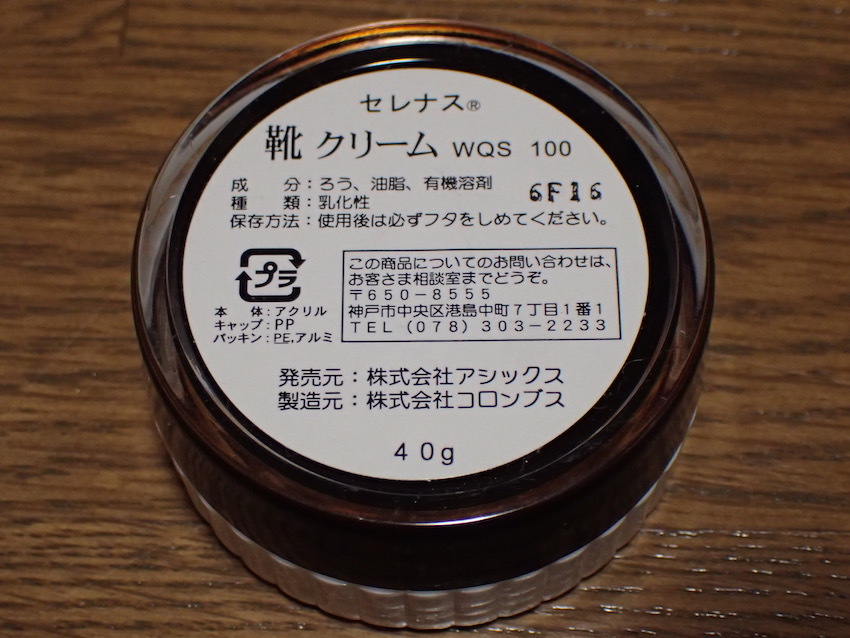 セレナス®
靴 クリーム WQS 100
成　　分：ろう、油脂、有機溶剤
6F16
種　　類：乳化性
保存方法：使用後は必ずフタをしめてください。
プラ
本　体：アクリル
キャップ：PP
パッキン：PE,アルミ
この商品についてのお問い合わせは、
お客さま相談室までどうぞ。
〒650－8555
神戸市中央区港島中町7丁目1番1
TEL（078）303－2233
発売元：株式会社アシックス
製造元：株式会社コロンブス
40g